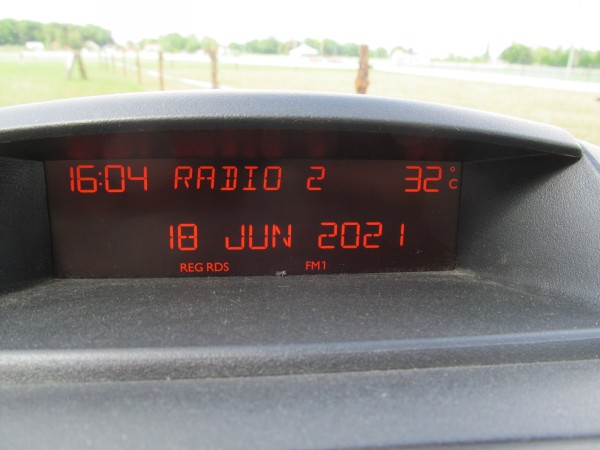 16:04 RADIO 2 32°C
18 JUN 2021
REG RDS FM1